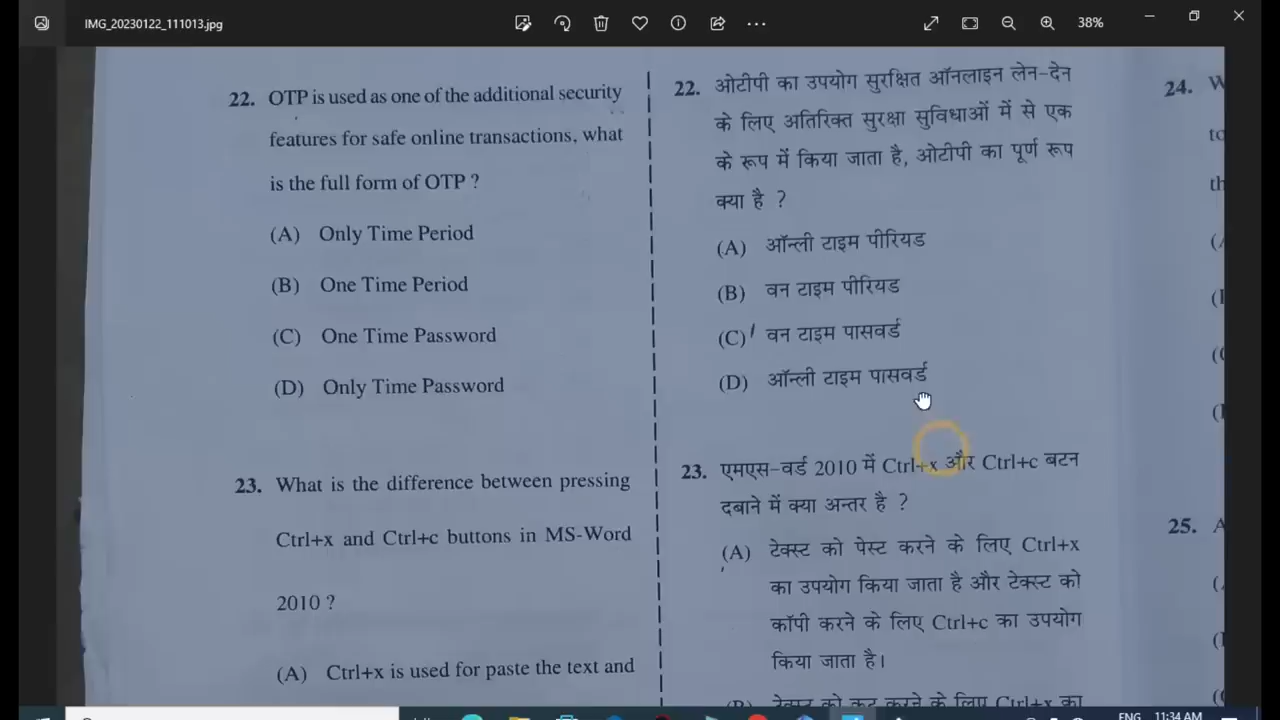 IMG_20230122_111013.jpg
38%
22. OTP is used as one of the additional security
features for safe online transactions, what
is the full form of OTP ?
(A) Only Time Period
(B) One Time Period
(C) One Time Password
(D) Only Time Password
23. What is the difference between pressing
Ctrl+x and Ctrl+c buttons in MS-Word
2010 ?
(A) Ctrl+x is used for paste the text and
22. ओटीपी का उपयोग सुरक्षित ऑनलाइन लेन-देन
के लिए अतिरिक्त सुरक्षा सुविधाओं में से एक
के रूप में किया जाता है, ओटीपी का पूर्ण रूप
क्या है ?
(A) ऑन्ली टाइम पीरियड
(B) वन टाइम पीरियड
(C) वन टाइम पासवर्ड
(D) ऑन्ली टाइम पासवर्ड
23. एमएस-वर्ड 2010 में Ctrl+x और Ctrl+c बटन
दबाने में क्या अन्तर है ?
(A) टेक्स्ट को पेस्ट करने के लिए Ctrl+x
का उपयोग किया जाता है और टेक्स्ट को
कॉपी करने के लिए Ctrl+c का उपयोग
किया जाता है।
(B) टेक्स्ट को कट करने के लिए Ctrl+x का
24.
25.
ENG 11:34 AM